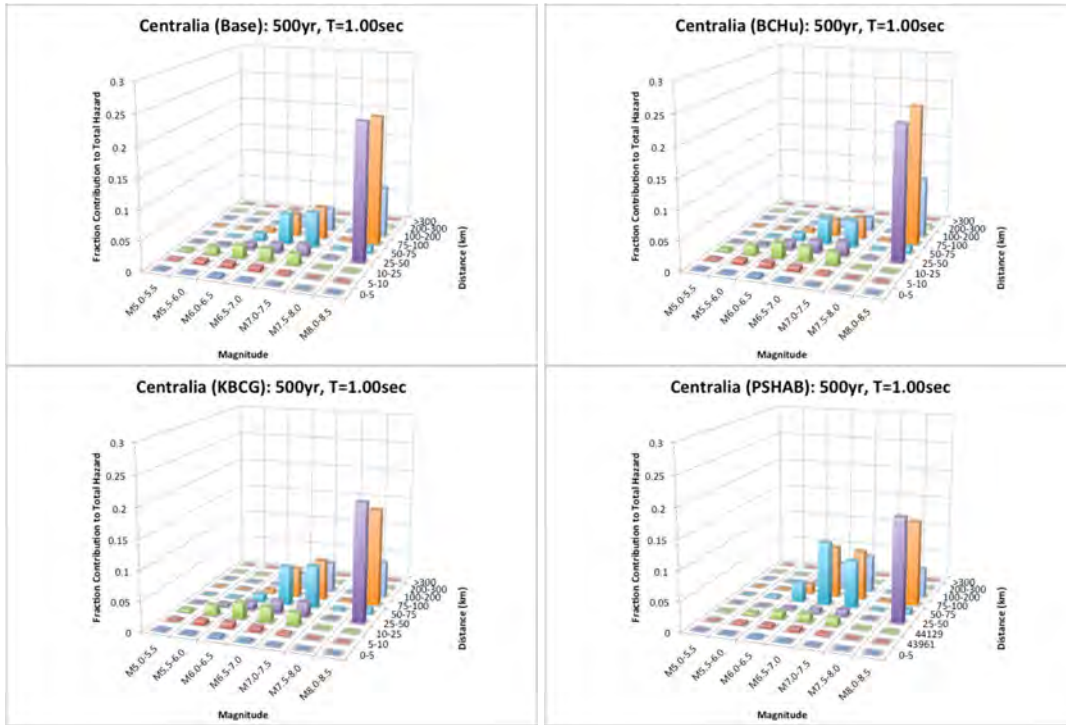 Centralia (Base): 500yr, T=1.00sec
Fraction Contribution to Total Hazard
0.3
0.25
0.2
0.15
0.1
0.05
0
M5.0-5.5
M5.5-6.0
M6.0-6.5
M6.5-7.0
M7.0-7.5
M7.5-8.0
M8.0-8.5
Magnitude
>300
200-300
100-200
75-100
50-75
25-50
10-25
5-10
0-5
Distance (km)
Centralia (BCHu): 500yr, T=1.00sec
Fraction Contribution to Total Hazard
0.3
0.25
0.2
0.15
0.1
0.05
0
M5.0-5.5
M5.5-6.0
M6.0-6.5
M6.5-7.0
M7.0-7.5
M7.5-8.0
M8.0-8.5
Magnitude
>300
200-300
100-200
75-100
50-75
25-50
10-25
5-10
0-5
Distance (km)
Centralia (KBCG): 500yr, T=1.00sec
Fraction Contribution to Total Hazard
0.3
0.25
0.2
0.15
0.1
0.05
0
M5.0-5.5
M5.5-6.0
M6.0-6.5
M6.5-7.0
M7.0-7.5
M7.5-8.0
M8.0-8.5
Magnitude
>300
200-300
100-200
75-100
50-75
25-50
10-25
5-10
0-5
Distance (km)
Centralia (PSHAB): 500yr, T=1.00sec
Fraction Contribution to Total Hazard
0.3
0.25
0.2
0.15
0.1
0.05
0
M5.0-5.5
M5.5-6.0
M6.0-6.5
M6.5-7.0
M7.0-7.5
M7.5-8.0
M8.0-8.5
Magnitude
>300
200-300
100-200
75-100
50-75
25-50
44129
43961
0-5
Distance (km)